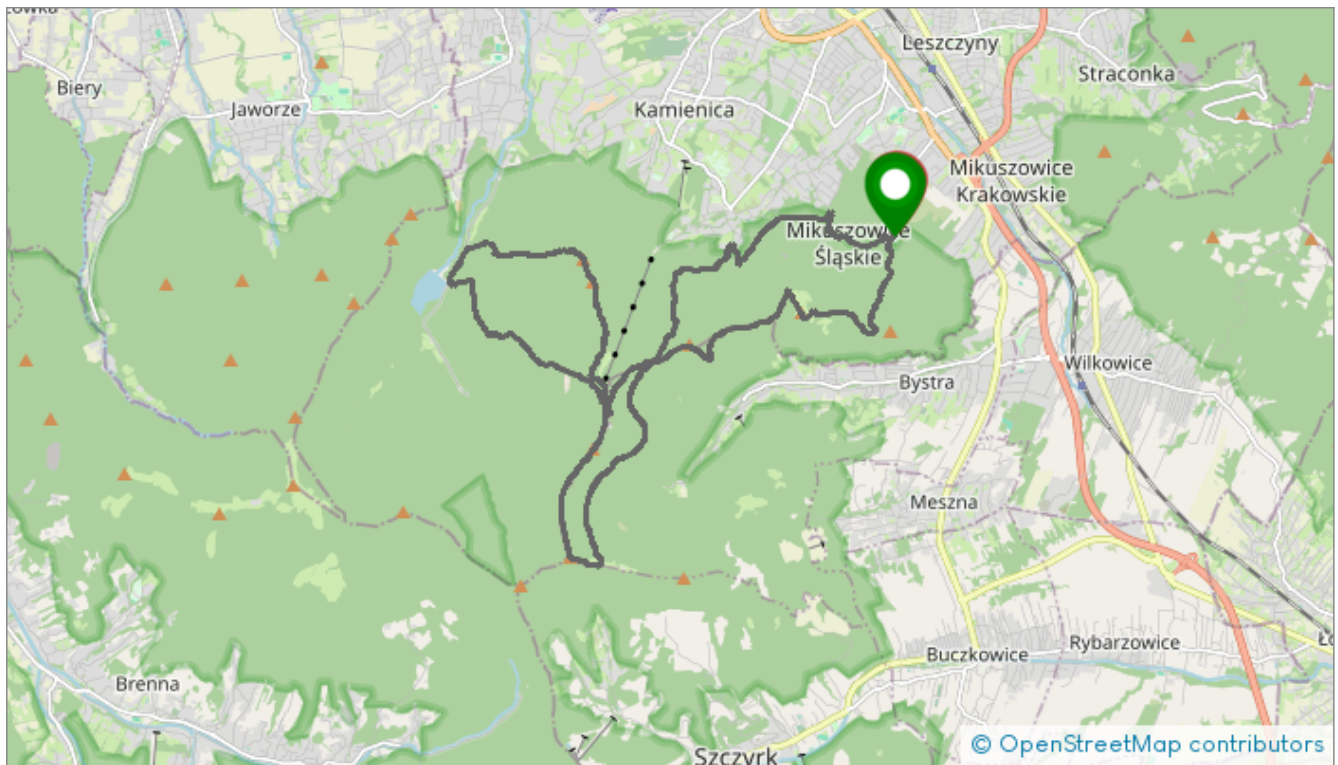 Leszczyny
Straconka
Biery
Jaworze
Kamienica
Mikuszowice
Krakowskie
Mikuszowice
Śląskie
Wilkowice
Bystra
Meszna
Rybarzowice
Buczkowice
Brenna
Szczyrk
© OpenStreetMap contributors